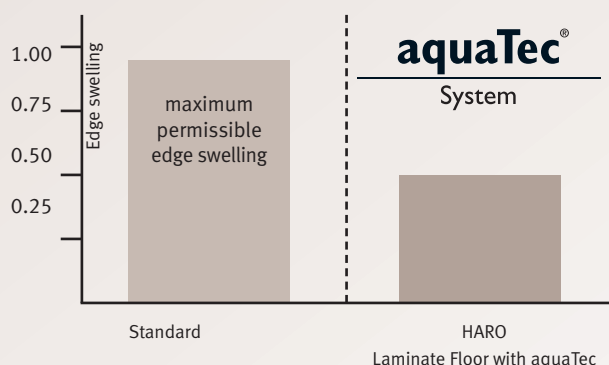 1.00
0.75
0.50
0.25
Edge swelling
maximum
permissible
edge swelling
aquaTec®
System
Standard
HARO
Laminate Floor with aquaTec